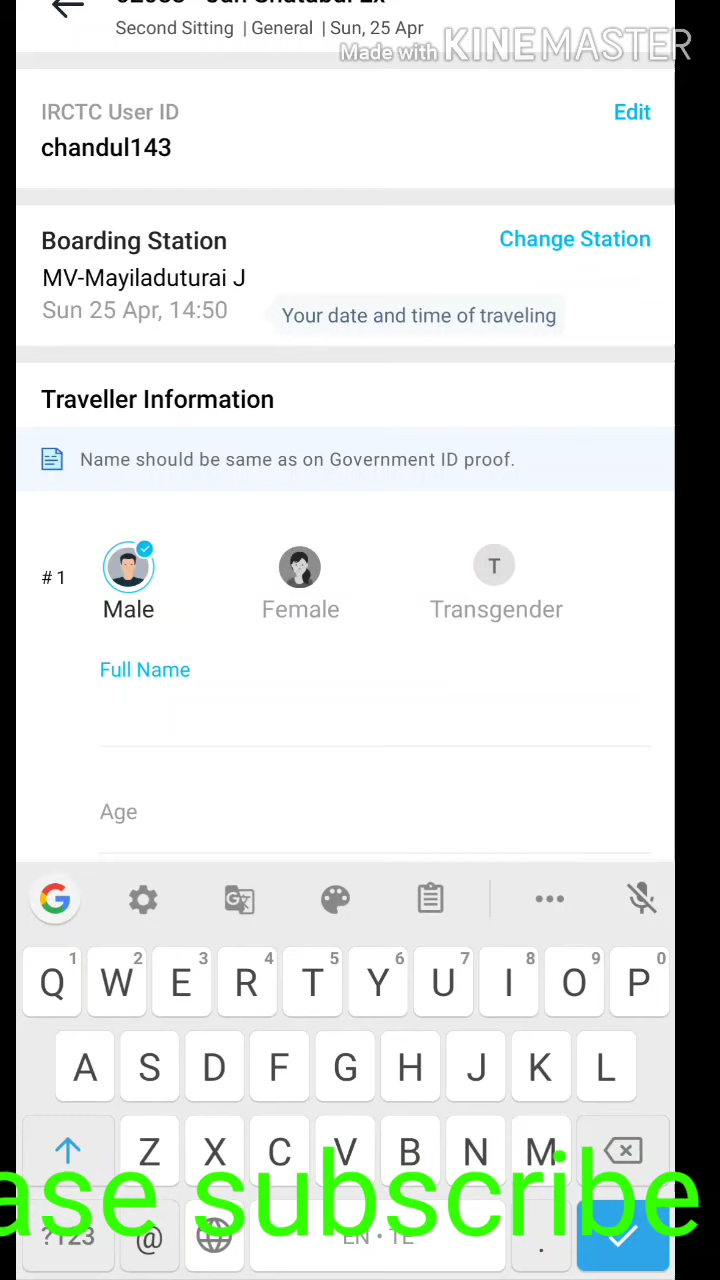 Second Sitting | General | Sun, 25 Apr
Made with KINEMASTER
IRCTC User ID
Edit
chandul143
Boarding Station
Change Station
MV-Mayiladuturai J
Sun 25 Apr, 14:50
Your date and time of traveling
Traveller Information
Name should be same as on Government ID proof.
# 1
T
Male
Female
Transgender
Full Name
Age
G
1 2 3 4 5 6 7 8 9 0
Q W E R T Y U I O P
A S D F G H J K L
Z X C V B N M
ase subscribe
?123 @ EN • TE .